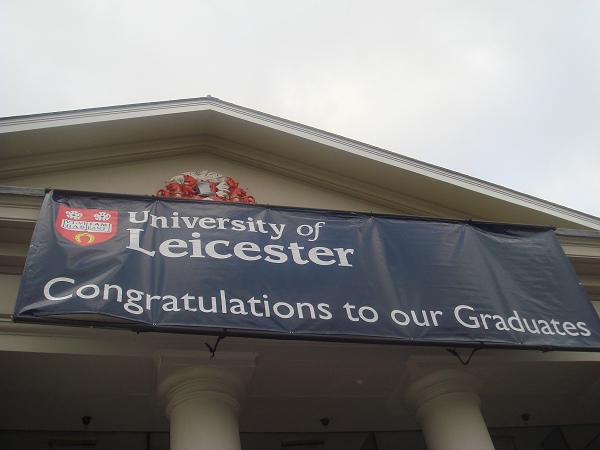 University of
Leicester
Congratulations to our Graduates